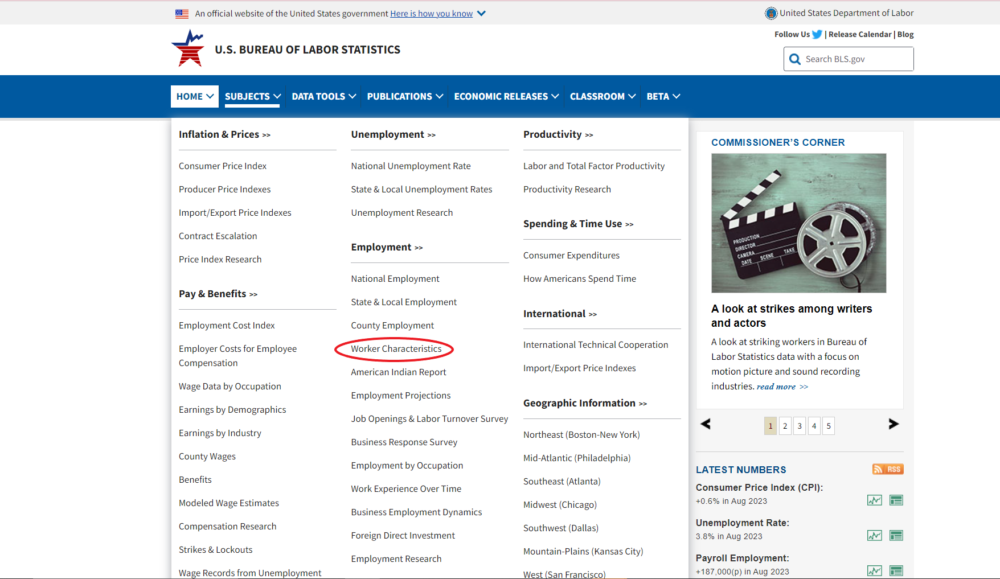 An official website of the United States government Here is how you know
United States Department of Labor
Follow Us | Release Calendar | Blog
U.S. BUREAU OF LABOR STATISTICS
Search BLS.gov
HOME SUBJECTS DATA TOOLS PUBLICATIONS ECONOMIC RELEASES CLASSROOM BETA
Inflation & Prices >>
Consumer Price Index
Producer Price Indexes
Import/Export Price Indexes
Contract Escalation
Price Index Research
Pay & Benefits >>
Employment Cost Index
Employer Costs for Employee
Compensation
Wage Data by Occupation
Earnings by Demographics
Earnings by Industry
County Wages
Benefits
Modeled Wage Estimates
Compensation Research
Strikes & Lockouts
Wage Records from Unemployment
Unemployment >>
National Unemployment Rate
State & Local Unemployment Rates
Unemployment Research
Employment >>
National Employment
State & Local Employment
County Employment
Worker Characteristics
American Indian Report
Employment Projections
Job Openings & Labor Turnover Survey
Business Response Survey
Employment by Occupation
Work Experience Over Time
Business Employment Dynamics
Foreign Direct Investment
Employment Research
Productivity >>
Labor and Total Factor Productivity
Productivity Research
Spending & Time Use >>
Consumer Expenditures
How Americans Spend Time
International >>
International Technical Cooperation
Import/Export Price Indexes
Geographic Information >>
Northeast (Boston-New York)
Mid-Atlantic (Philadelphia)
Southeast (Atlanta)
Midwest (Chicago)
Southwest (Dallas)
Mountain-Plains (Kansas City)
West (San Francisco)
COMMISSIONER'S CORNER
PRODUCTION
DIRECTOR
CAMERA
DATE SCENE TAKE
A look at strikes among writers
and actors
A look at striking workers in Bureau of
Labor Statistics data with a focus on
motion picture and sound recording
industries. read more >>
1 2 3 4 5
LATEST NUMBERS
RSS
Consumer Price Index (CPI):
+0.6% in Aug 2023
Unemployment Rate:
3.8% in Aug 2023
Payroll Employment:
+187,000(p) in Aug 2023